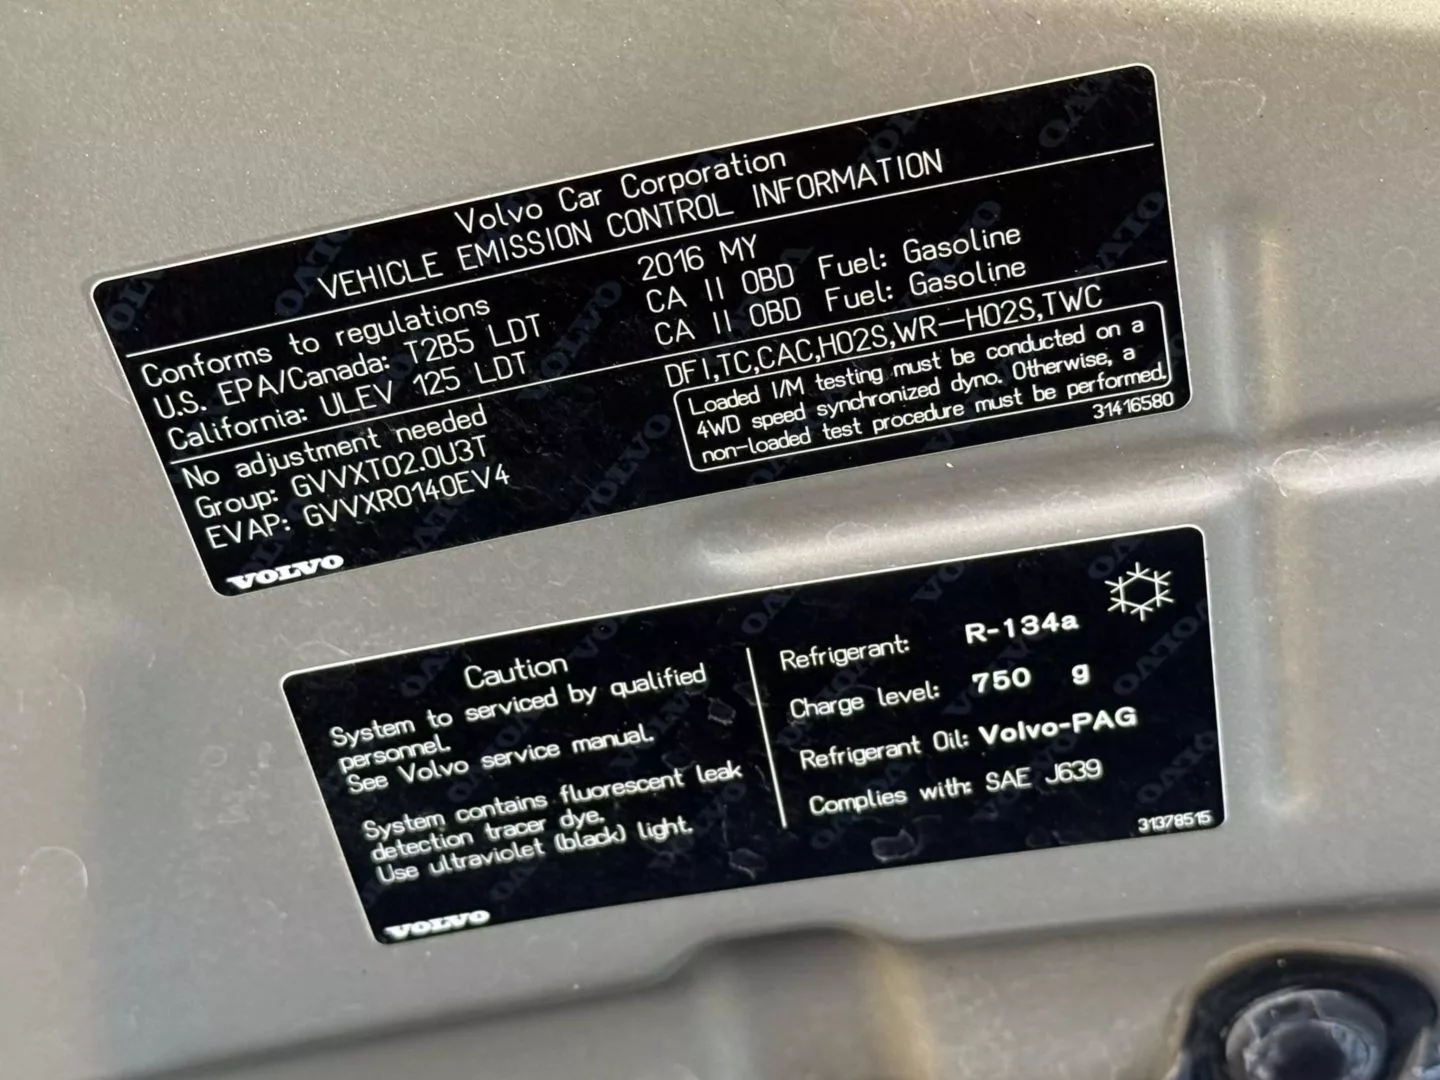 Volvo Car Corporation
VEHICLE EMISSION CONTROL INFORMATION
Conforms to regulations 2016 MY
U.S. EPA/Canada: T2B5 LDT CA II OBD Fuel: Gasoline
California: ULEV 125 LDT CA II OBD Fuel: Gasoline
No adjustment needed DFI,TC,CAC,HO2S,WR-HO2S,TWC
Group: GVVXT02.0U3T
EVAP: GVVXR0140EV4
Loaded I/M testing must be conducted on a
4WD speed synchronized dyno. Otherwise, a
non-loaded test procedure must be performed.
31416580
VOLVO
Caution
System to serviced by qualified
personnel.
See Volvo service manual.
System contains fluorescent leak
detection tracer dye.
Use ultraviolet (black) light.
VOLVO
Refrigerant: R-134a
Charge level: 750 g
Refrigerant Oil: Volvo-PAG
Complies with: SAE J639
31378515